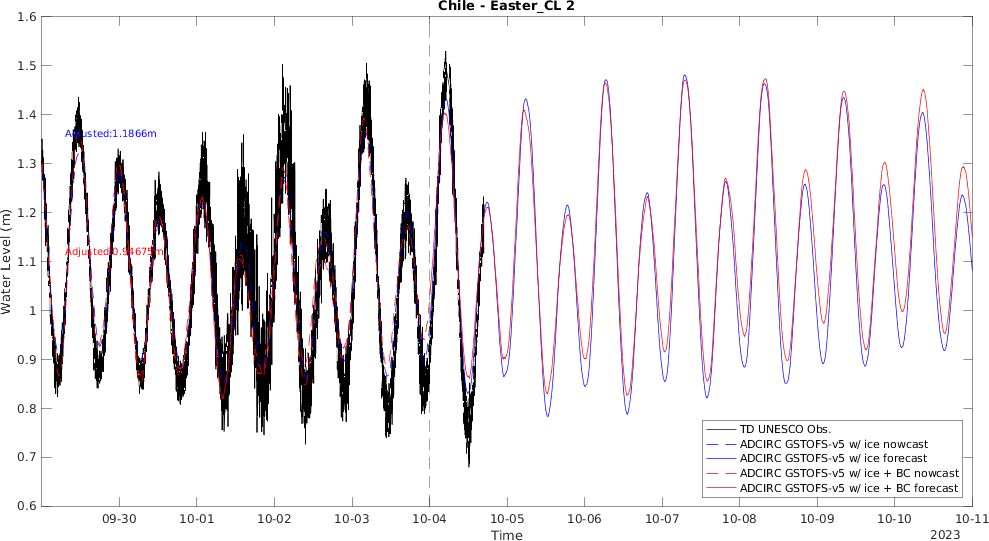 Chile - Easter_CL 2
1.6
1.5
1.4
1.3
1.2
1.1
1
0.9
0.8
0.7
0.6
Water Level (m)
Adjusted:1.1866m
Adjusted:0.94675m
TD UNESCO Obs.
ADCIRC GSTOFS-v5 w/ ice nowcast
ADCIRC GSTOFS-v5 w/ ice forecast
ADCIRC GSTOFS-v5 w/ ice + BC nowcast
ADCIRC GSTOFS-v5 w/ ice + BC forecast
09-30 10-01 10-02 10-03 10-04 10-05 10-06 10-07 10-08 10-09 10-10 10-11
Time
2023